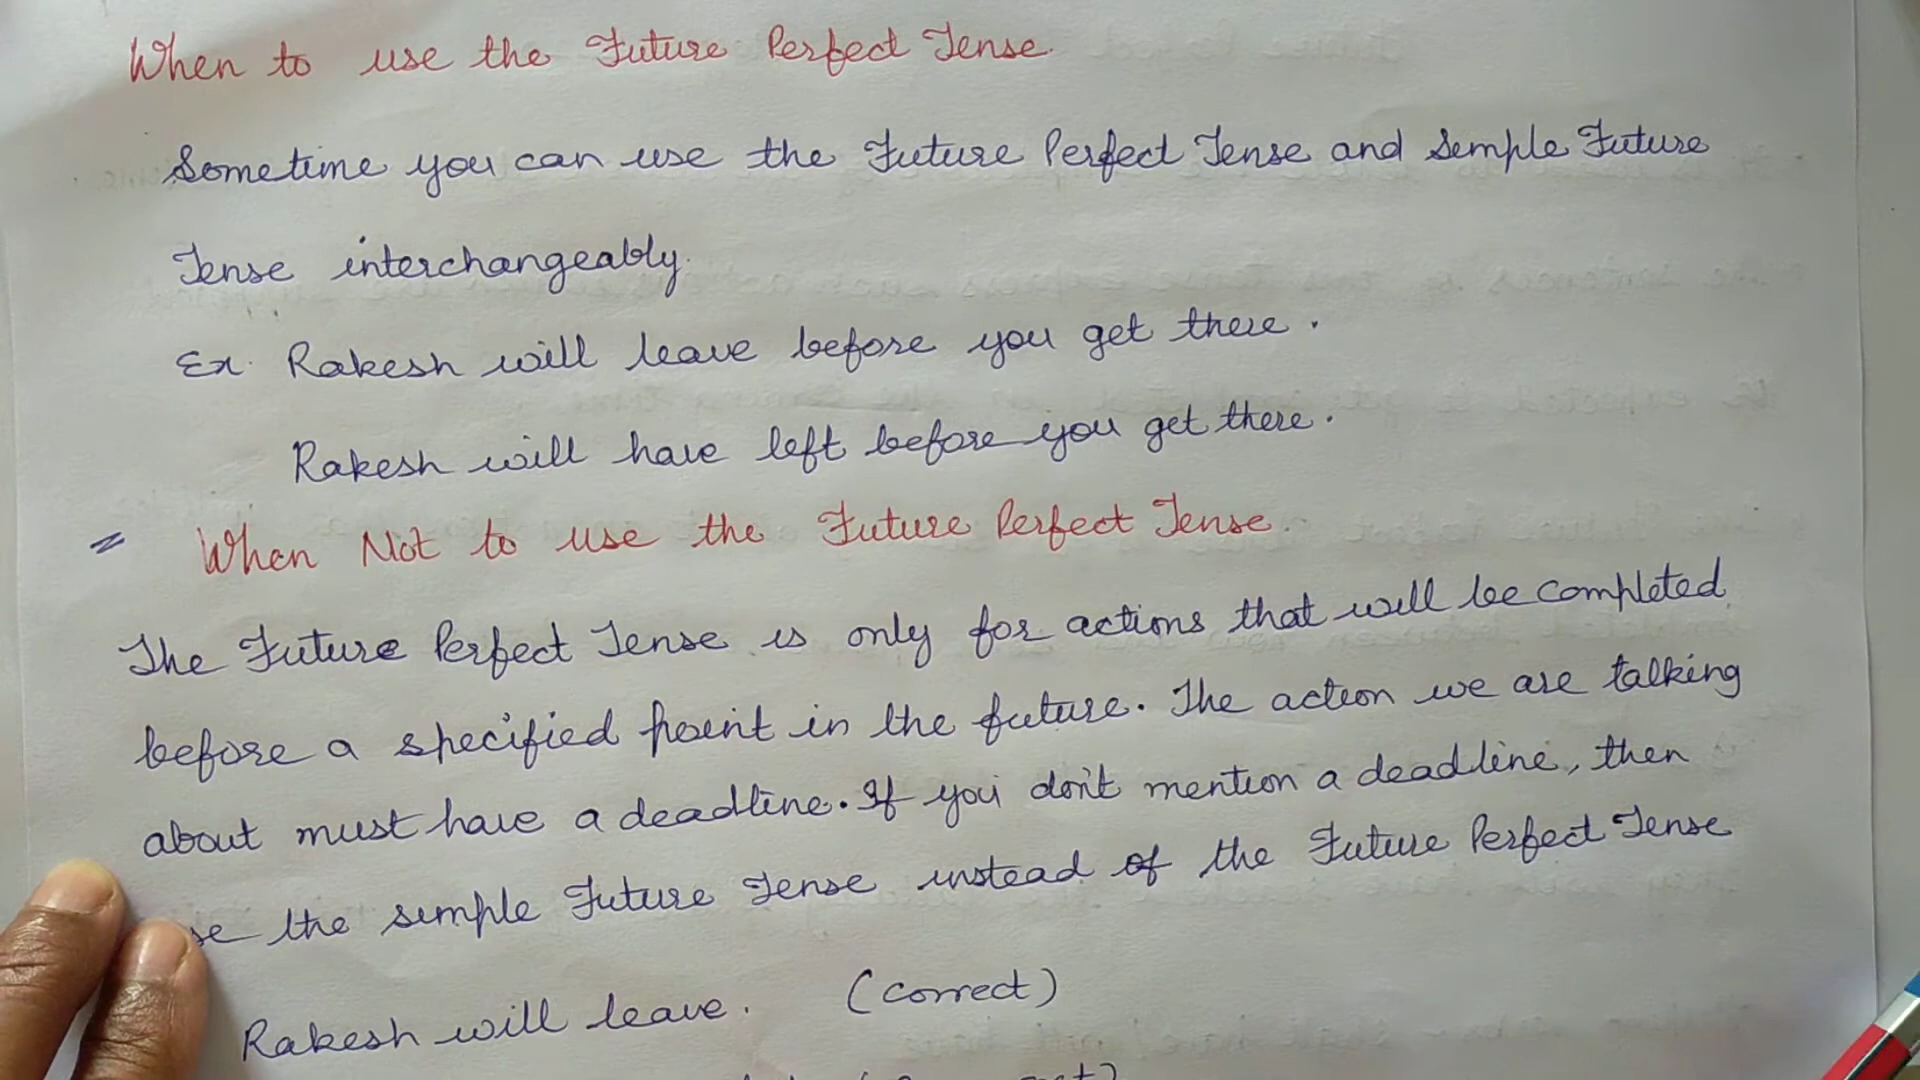 When to use the Future Perfect Tense
Sometime you can use the Future Perfect Tense and Simple Future
Tense interchangeably.
Ex. Rakesh will leave before you get there.
Rakesh will have left before you get there.
= When Not to use the Future Perfect Tense
The Future Perfect Tense is only for actions that will be completed
before a specified point in the future. The action we are talking
about must have a deadline. If you don't mention a deadline, then
se the simple Future Tense instead of the Future Perfect Tense
Rakesh will leave. (correct)